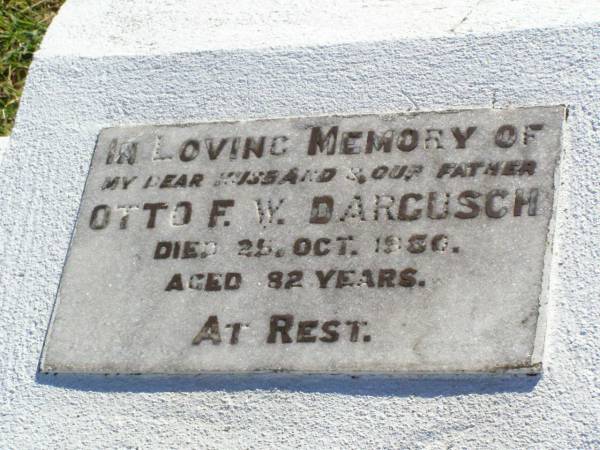 IN LOVING MEMORY OF
MY DEAR HUSBAND & OUR FATHER
OTTO F. W. DARGUSCH
DIED 25, OCT. 1950.
AGED 82 YEARS.
AT REST.